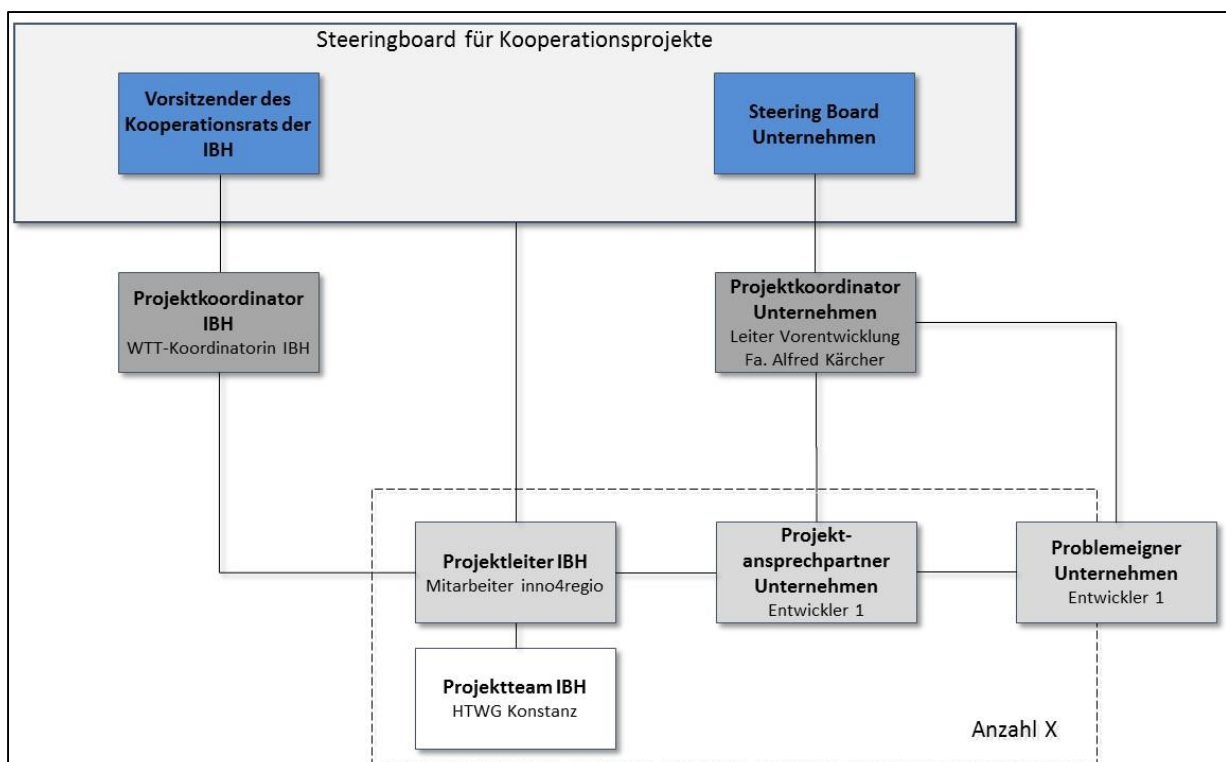 Steeringboard für Kooperationsprojekte
Vorsitzender des
Kooperationsrats der
IBH
Steering Board
Unternehmen
Projektkoordinator
IBH
WTT-Koordinatorin IBH
Projektkoordinator
Unternehmen
Leiter Vorentwicklung
Fa. Alfred Kärcher
Projektleiter IBH
Mitarbeiter inno4regio
Projekt-
ansprechpartner
Unternehmen
Entwickler 1
Problemeigner
Unternehmen
Entwickler 1
Projektteam IBH
HTWG Konstanz
Anzahl X